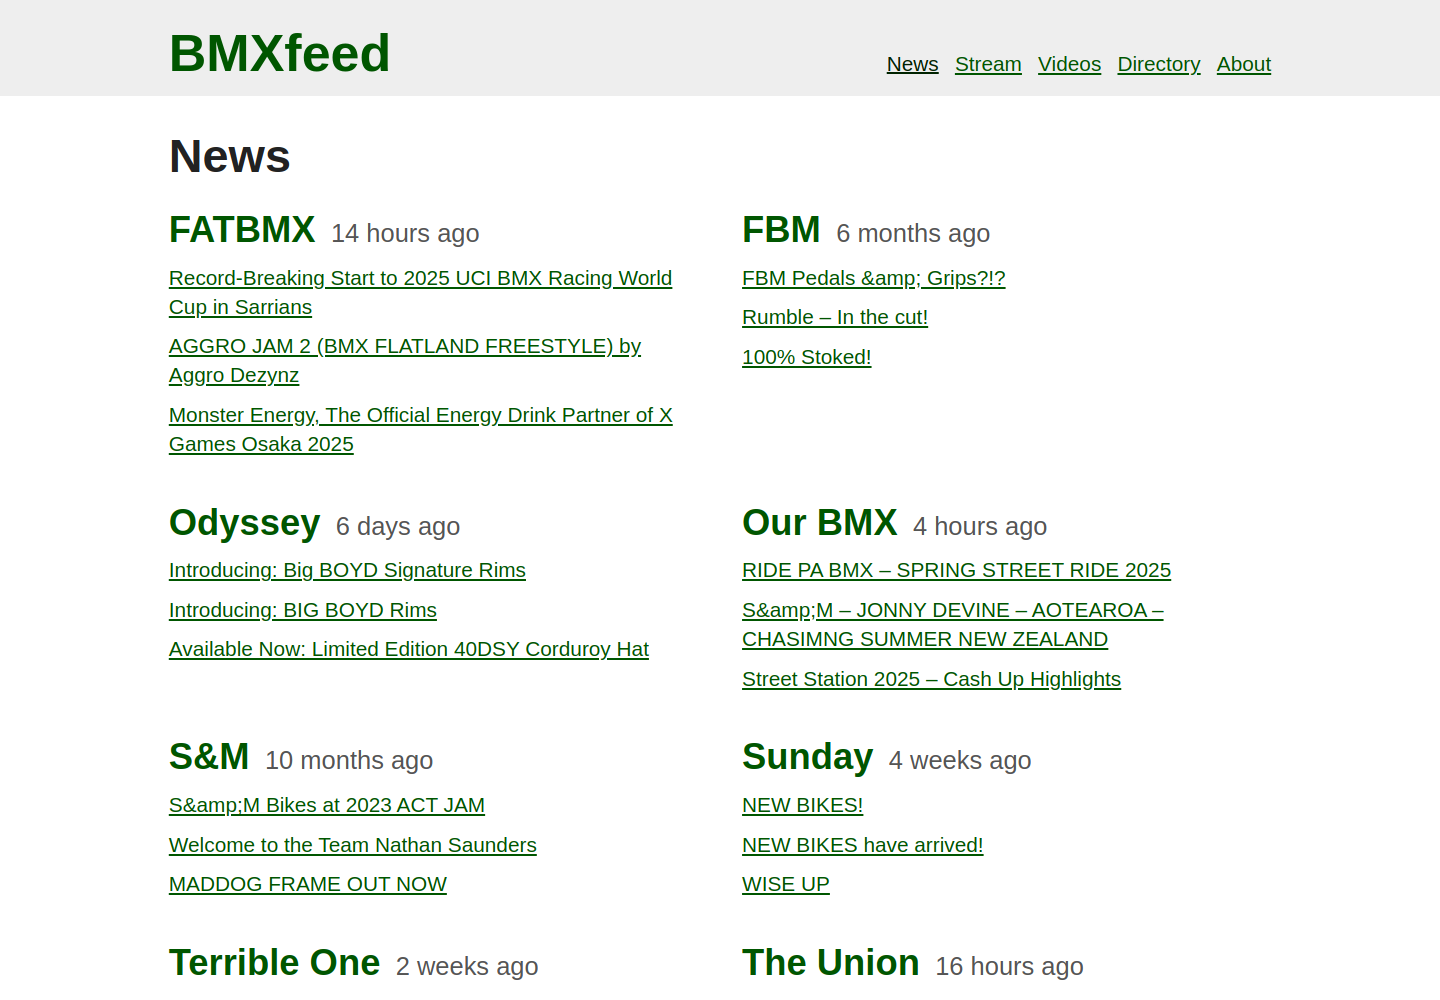 BMXfeed
News Stream Videos Directory About
News
FATBMX 14 hours ago
Record-Breaking Start to 2025 UCI BMX Racing World
Cup in Sarrians
AGGRO JAM 2 (BMX FLATLAND FREESTYLE) by
Aggro Dezynz
Monster Energy, The Official Energy Drink Partner of X
Games Osaka 2025
FBM 6 months ago
FBM Pedals &amp; Grips?!?
Rumble – In the cut!
100% Stoked!
Odyssey 6 days ago
Introducing: Big BOYD Signature Rims
Introducing: BIG BOYD Rims
Available Now: Limited Edition 40DSY Corduroy Hat
Our BMX 4 hours ago
RIDE PA BMX – SPRING STREET RIDE 2025
S&amp;M – JONNY DEVINE – AOTEAROA –
CHASIMNG SUMMER NEW ZEALAND
Street Station 2025 – Cash Up Highlights
S&M 10 months ago
S&amp;M Bikes at 2023 ACT JAM
Welcome to the Team Nathan Saunders
MADDOG FRAME OUT NOW
Sunday 4 weeks ago
NEW BIKES!
NEW BIKES have arrived!
WISE UP
Terrible One 2 weeks ago
The Union 16 hours ago